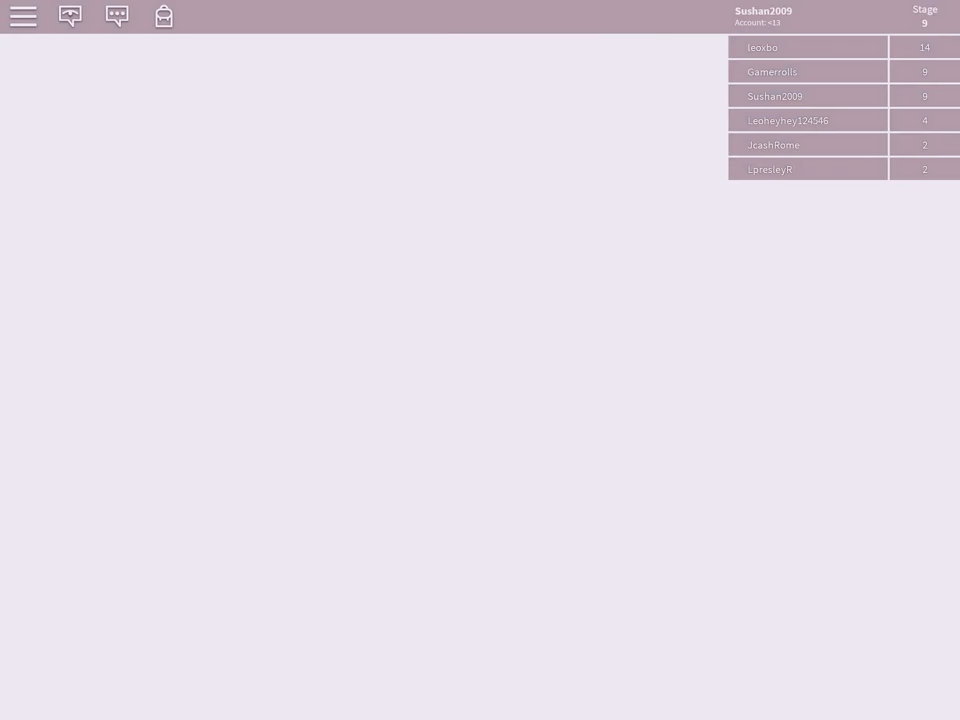 Sushan2009 Stage
Account: <13 9
leoxbo 14
Gamerrolls 9
Sushan2009 9
Leoheyhey124546 4
JcashRome 2
LpresleyR 2